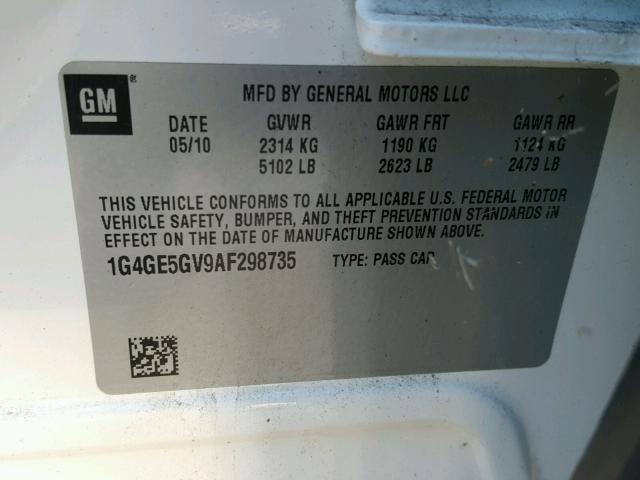 GM ®
MFD BY GENERAL MOTORS LLC
DATE GVWR GAWR FRT GAWR RR
05/10 2314 KG 1190 KG 1124 KG
5102 LB 2623 LB 2479 LB
THIS VEHICLE CONFORMS TO ALL APPLICABLE U.S. FEDERAL MOTOR
VEHICLE SAFETY, BUMPER, AND THEFT PREVENTION STANDARDS IN
EFFECT ON THE DATE OF MANUFACTURE SHOWN ABOVE.
1G4GE5GV9AF298735 TYPE: PASS CAR